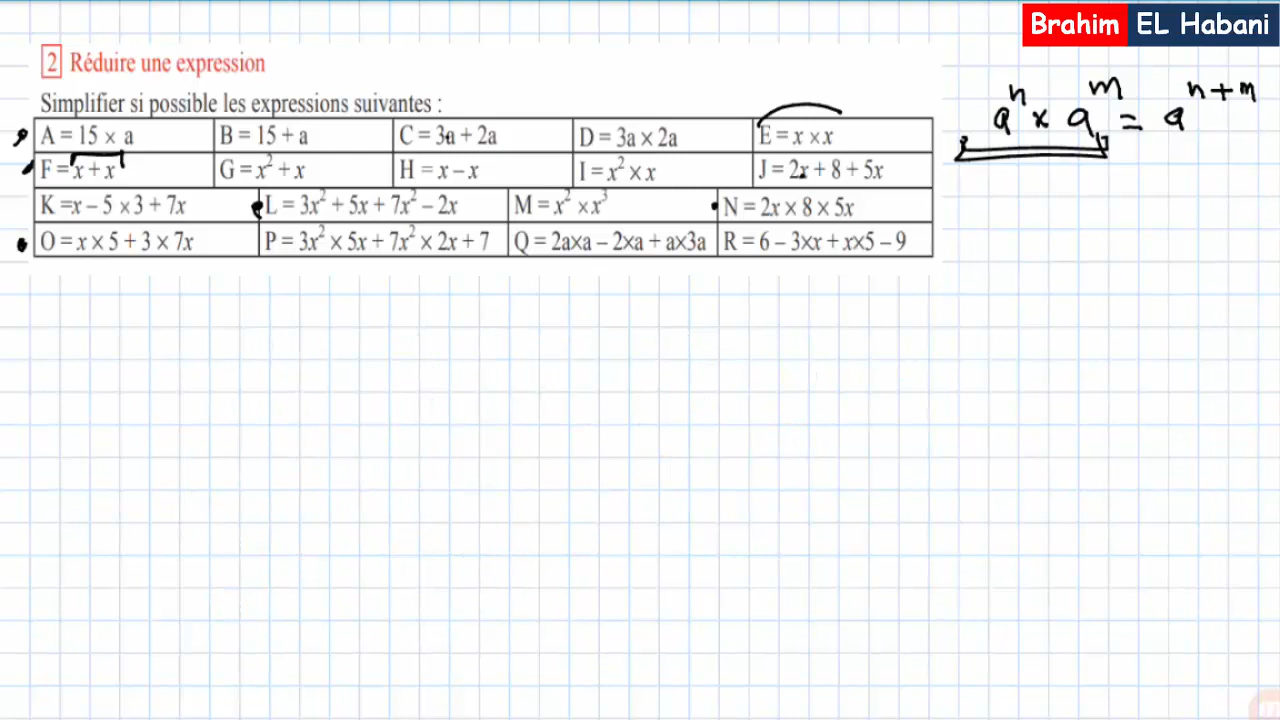 Brahim EL Habani
2 Réduire une expression
Simplifier si possible les expressions suivantes :
aⁿ × aᵐ = aⁿ⁺ᵐ
A = 15 × a B = 15 + a C = 3a + 2a D = 3a × 2a E = x × x
F = x + x G = x² + x H = x – x I = x² × x J = 2x + 8 + 5x
K = x – 5 × 3 + 7x L = 3x² + 5x + 7x² – 2x M = x² × x³ N = 2x × 8 × 5x
O = x × 5 + 3 × 7x P = 3x² × 5x + 7x² × 2x + 7 Q = 2a×a – 2×a + a×3a R = 6 – 3×x + x×5 – 9